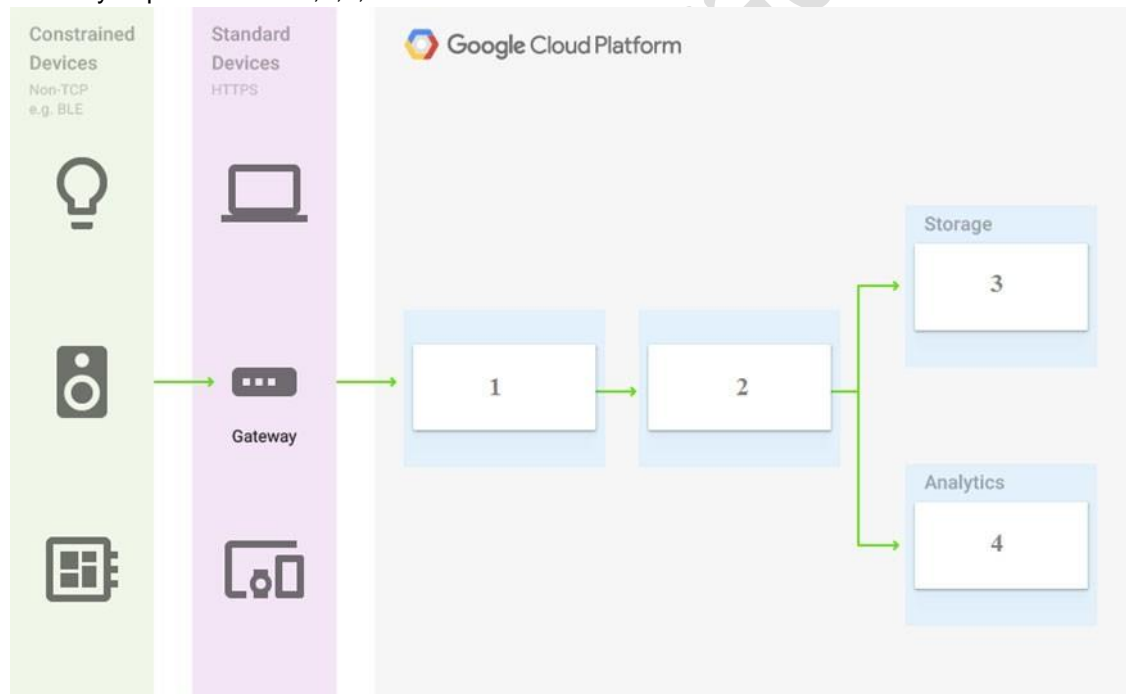 Constrained
Devices
Non-TCP
e.g. BLE
Standard
Devices
HTTPS
Google Cloud Platform
Gateway
1
2
Storage
3
Analytics
4